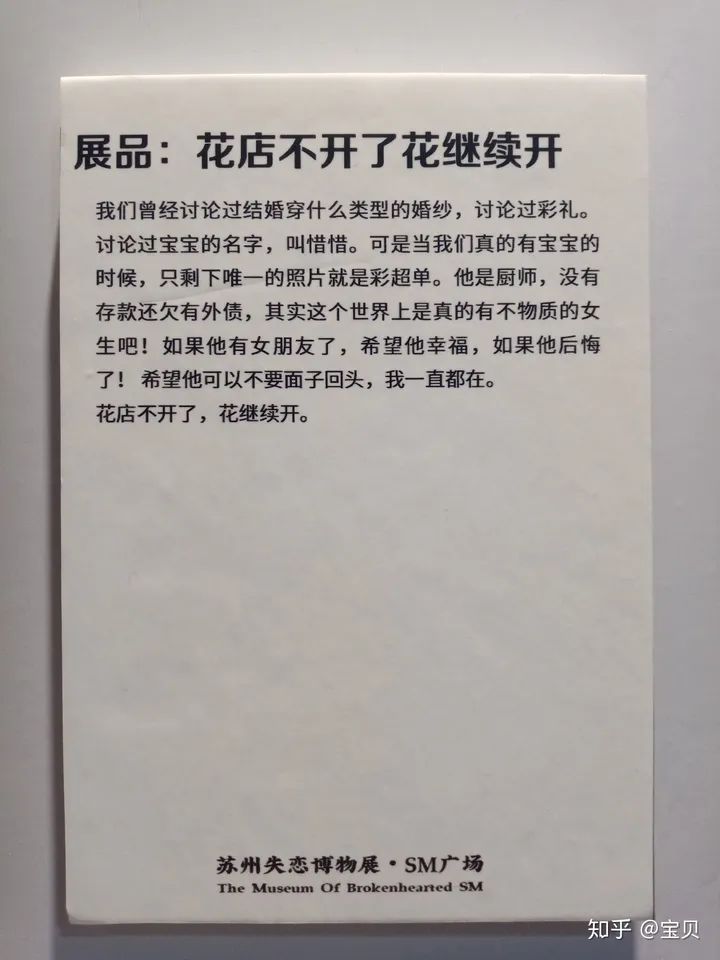 展品：花店不开了花继续开
我们曾经讨论过结婚穿什么类型的婚纱，讨论过彩礼。
讨论过宝宝的名字，叫惜惜。可是当我们真的有宝宝的
时候，只剩下唯一的照片就是彩超单。他是厨师，没有
存款还欠有外债，其实这个世界上是真的有不物质的女
生吧！如果他有女朋友了，希望他幸福，如果他后悔
了！ 希望他可以不要面子回头，我一直都在。
花店不开了，花继续开。
苏州失恋博物展·SM广场
The Museum Of Brokenhearted SM
知乎 @宝贝